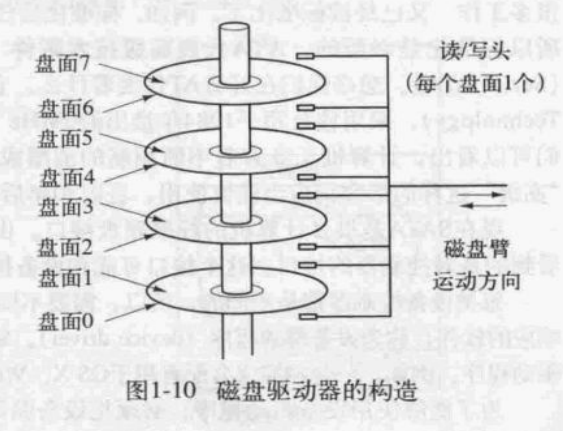 盘面7
盘面6
盘面5
盘面4
盘面3
盘面2
盘面1
盘面0
读/写头
(每个盘面1个)
磁盘臂
运动方向
图1-10 磁盘驱动器的构造